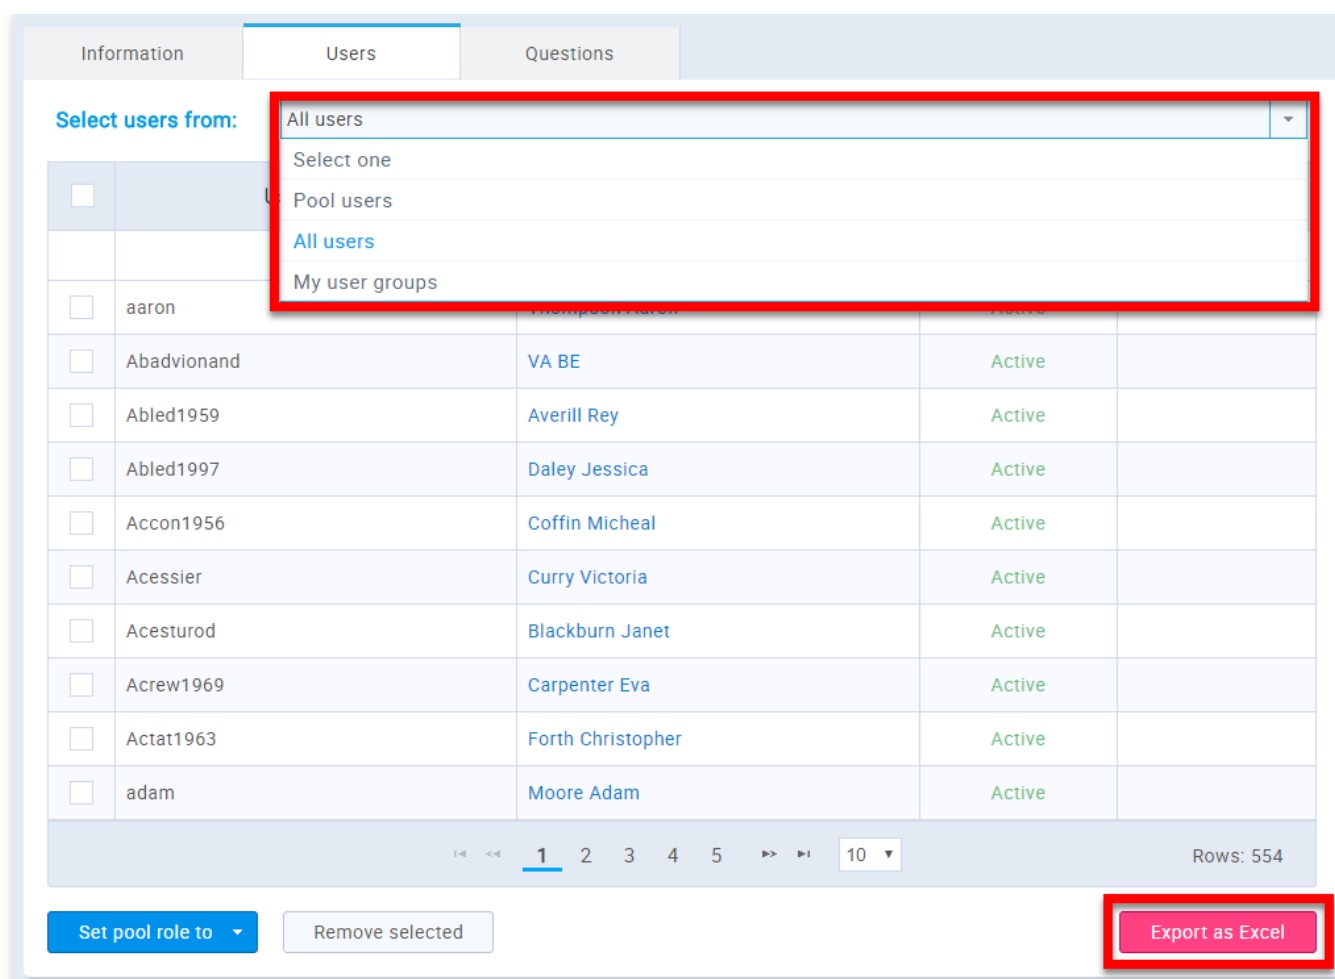 Information Users Questions
Select users from: All users
Select one
Pool users
All users
My user groups
aaron Thompson Aaron Active
Abadvionand VA BE Active
Abled1959 Averill Rey Active
Abled1997 Daley Jessica Active
Accon1956 Coffin Micheal Active
Acessier Curry Victoria Active
Acesturod Blackburn Janet Active
Acrew1969 Carpenter Eva Active
Actat1963 Forth Christopher Active
adam Moore Adam Active
1 2 3 4 5 10 Rows: 554
Set pool role to Remove selected Export as Excel